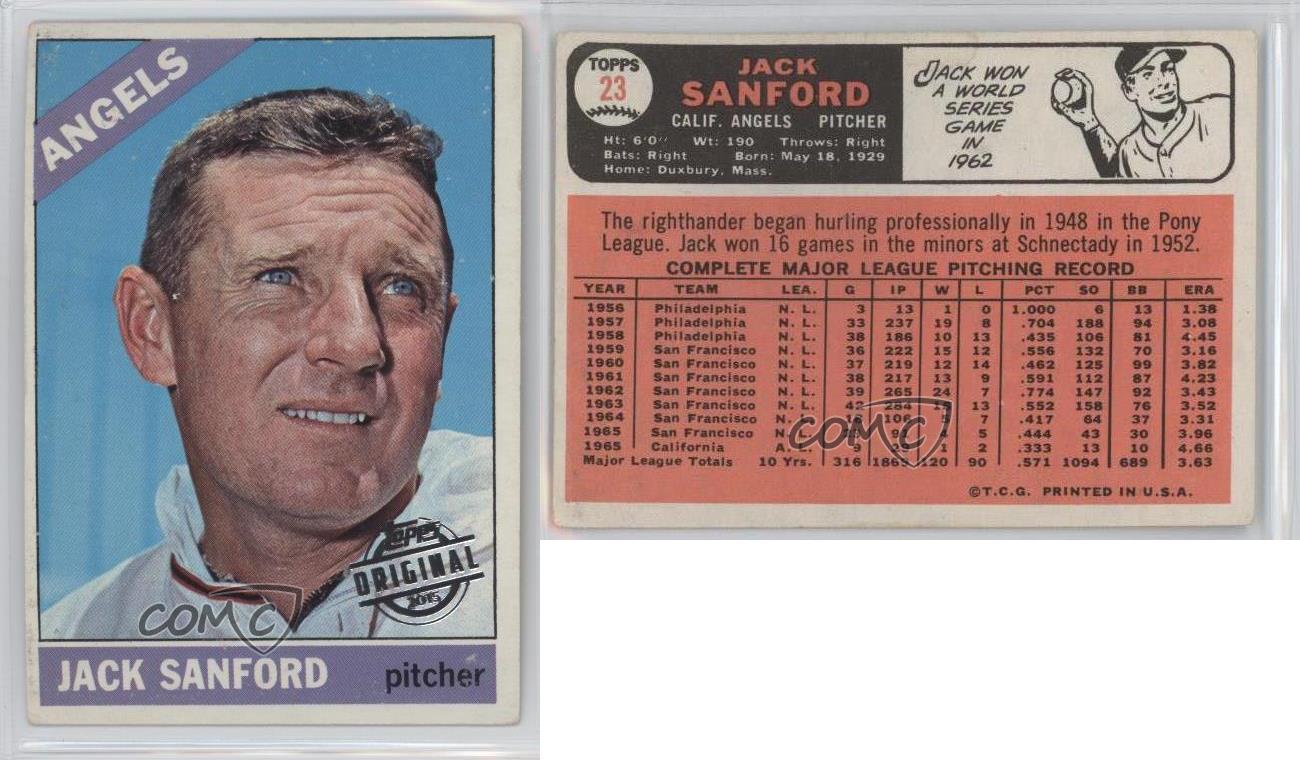 ANGELS
TOPPS
ORIGINAL
2015
COMC
JACK SANFORD pitcher
TOPPS
23
JACK
SANFORD
CALIF. ANGELS PITCHER
Ht: 6'0" Wt: 190 Throws: Right
Bats: Right Born: May 18, 1929
Home: Duxbury, Mass.
JACK WON
A WORLD
SERIES
GAME
IN
1962
The righthander began hurling professionally in 1948 in the Pony
League. Jack won 16 games in the minors at Schnectady in 1952.
COMPLETE MAJOR LEAGUE PITCHING RECORD
YEAR TEAM LEA. G IP W L PCT SO BB ERA
1956 Philadelphia N. L. 3 13 1 0 1.000 6 13 1.38
1957 Philadelphia N. L. 33 237 19 8 .704 188 94 3.08
1958 Philadelphia N. L. 38 186 10 13 .435 106 81 4.45
1959 San Francisco N. L. 36 222 15 12 .556 132 70 3.16
1960 San Francisco N. L. 37 219 12 14 .462 125 99 3.82
1961 San Francisco N. L. 38 217 13 9 .591 112 87 4.23
1962 San Francisco N. L. 39 265 24 7 .774 147 92 3.43
1963 San Francisco N. L. 42 284 13 .552 158 76 3.52
1964 San Francisco N. L. 106 5 7 .417 64 37 3.31
1965 San Francisco N. L. 4 5 .444 43 30 3.96
1965 California A. L. 9 29 1 2 .333 13 10 4.66
Major League Totals 10 Yrs. 316 1869 120 90 .571 1094 689 3.63
COMC
©T.C.G. PRINTED IN U.S.A.